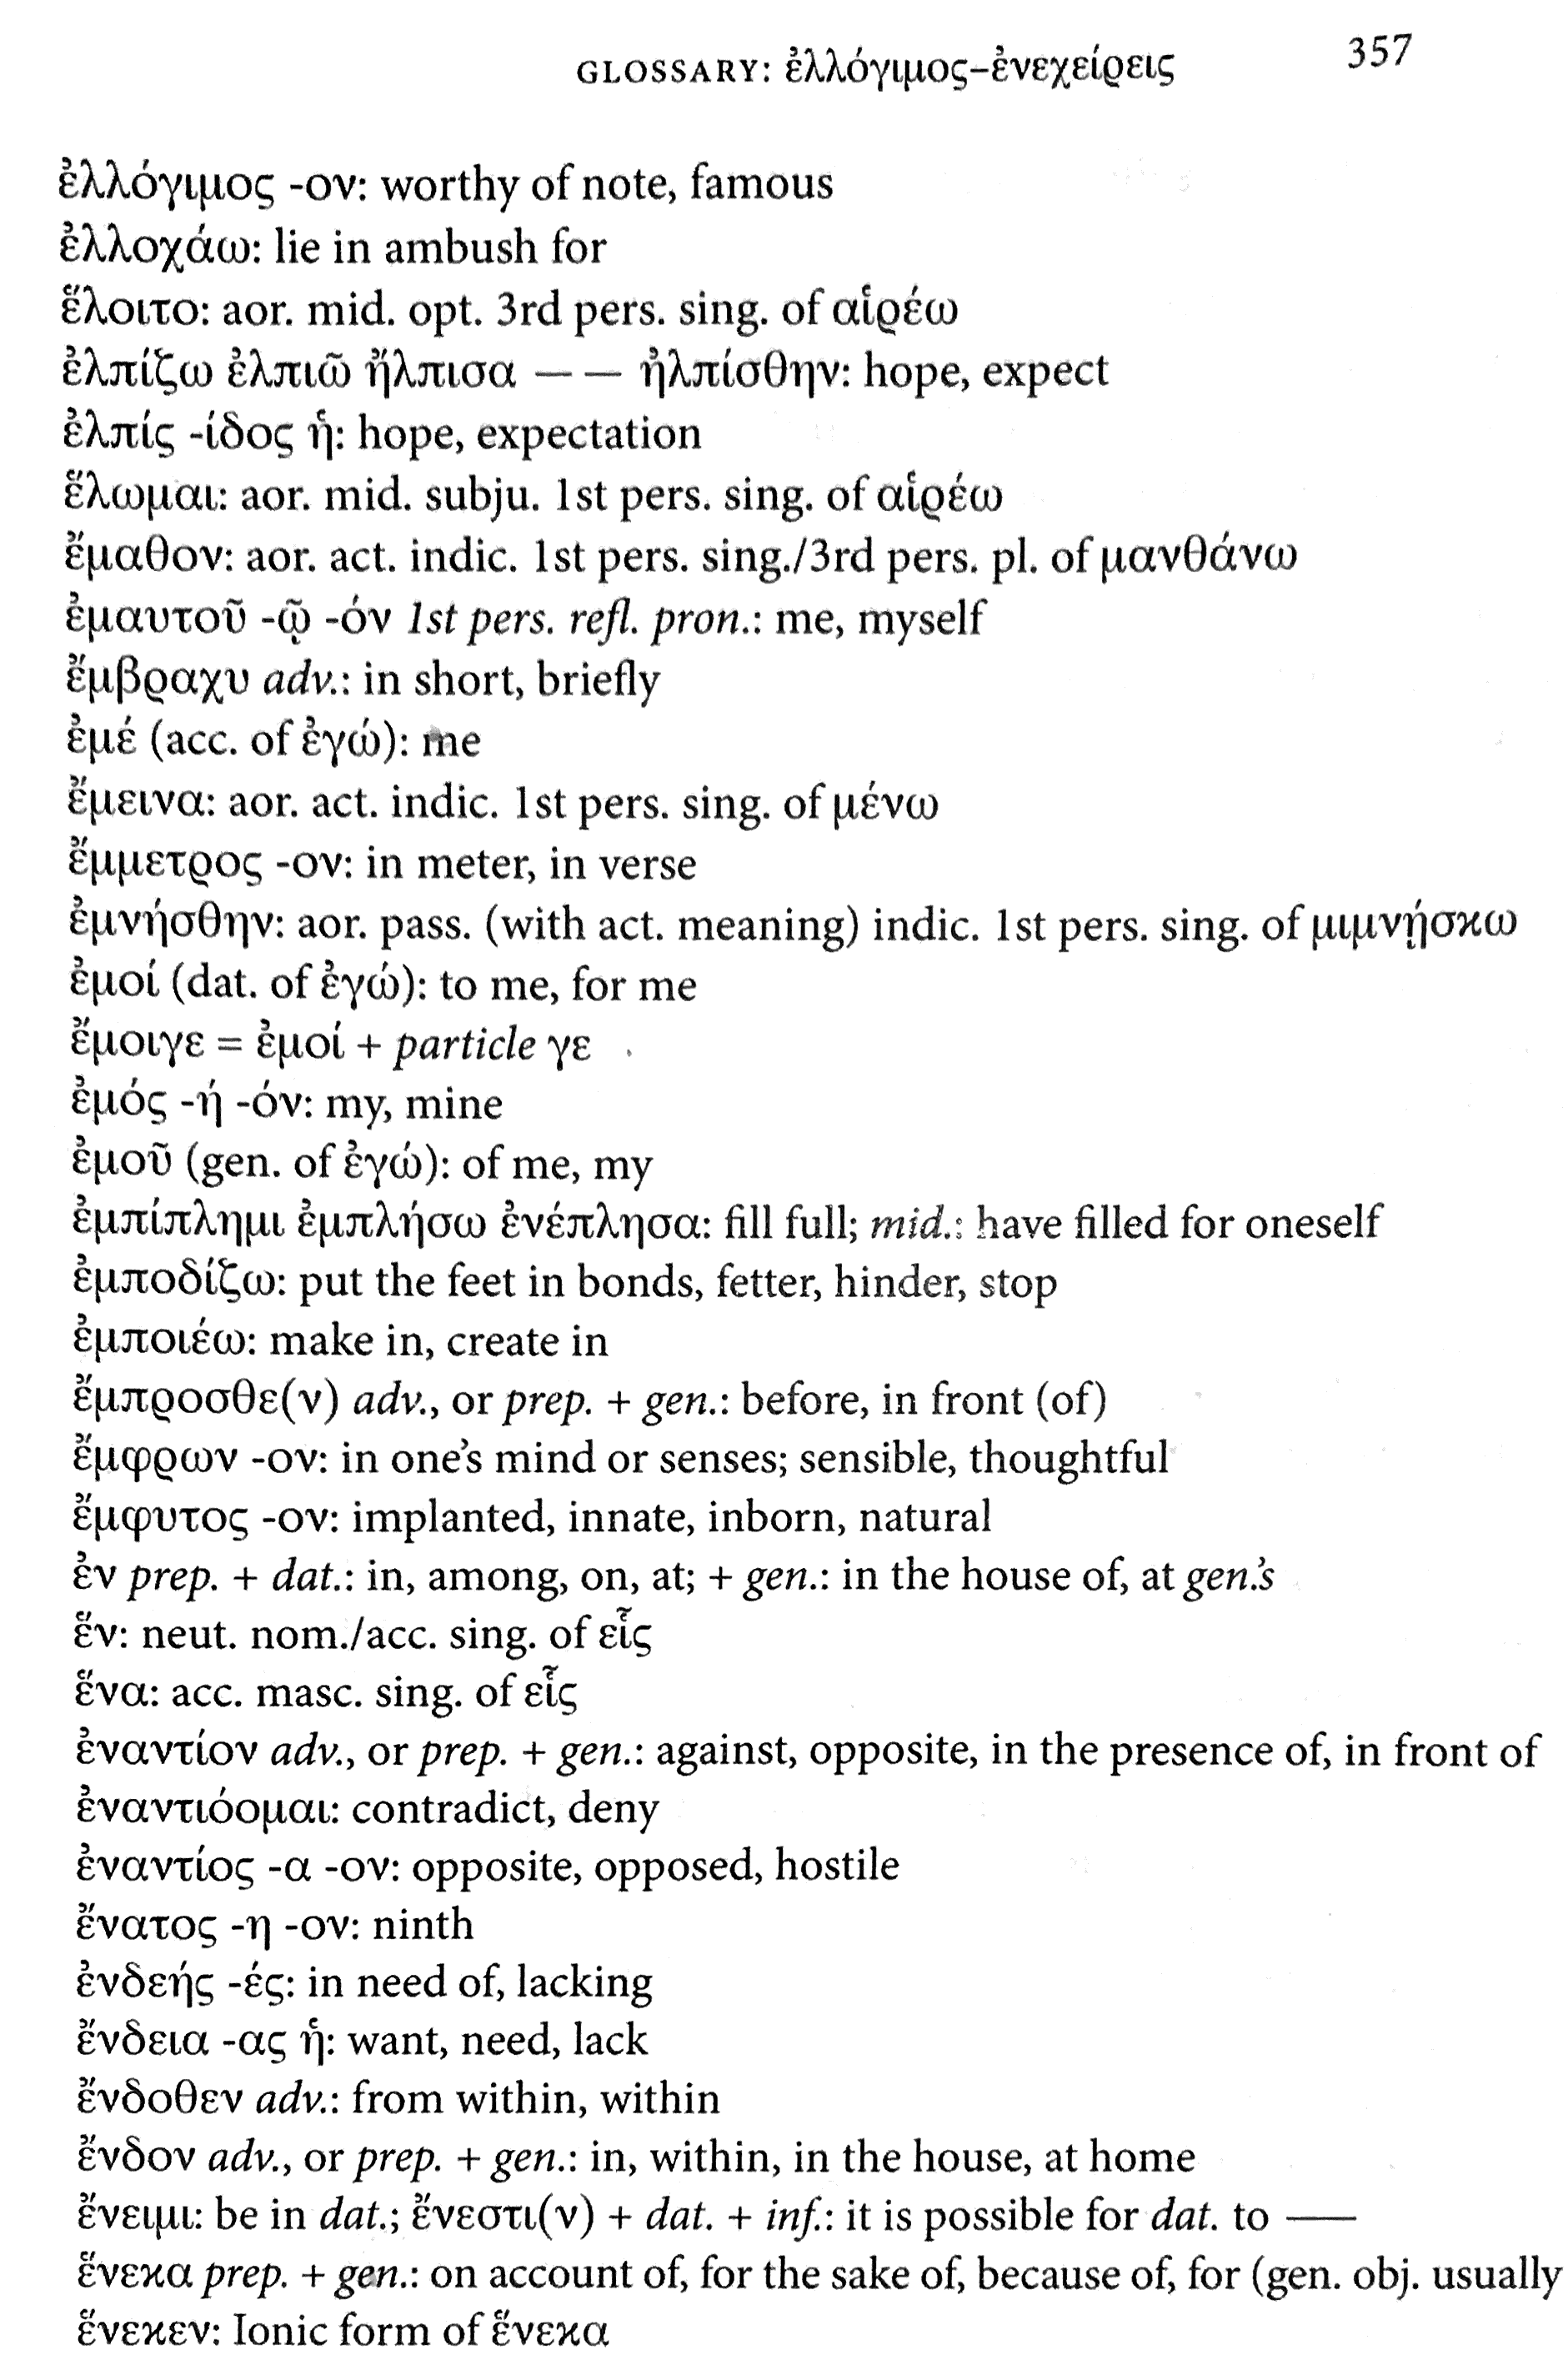 GLOSSARY: ἐλλόγιμος–ἐνεχείρεις 357
ἐλλόγιμος -ον: worthy of note, famous
ἐλλοχάω: lie in ambush for
ἕλοιτο: aor. mid. opt. 3rd pers. sing. of αἱρέω
ἐλπίζω ἐλπιῶ ἤλπισα — — ἠλπίσθην: hope, expect
ἐλπίς -ίδος ἡ: hope, expectation
ἕλωμαι: aor. mid. subju. 1st pers. sing. of αἱρέω
ἔμαθον: aor. act. indic. 1st pers. sing./3rd pers. pl. of μανθάνω
ἐμαυτοῦ -ῷ -όν 1st pers. refl. pron.: me, myself
ἔμβραχυ adv.: in short, briefly
ἐμέ (acc. of ἐγώ): me
ἔμεινα: aor. act. indic. 1st pers. sing. of μένω
ἔμμετρος -ον: in meter, in verse
ἐμνήσθην: aor. pass. (with act. meaning) indic. 1st pers. sing. of μιμνῄσκω
ἐμοί (dat. of ἐγώ): to me, for me
ἔμοιγε = ἐμοί + particle γε
ἐμός -ή -όν: my, mine
ἐμοῦ (gen. of ἐγώ): of me, my
ἐμπίπλημι ἐμπλήσω ἐνέπλησα: fill full; mid.: have filled for oneself
ἐμποδίζω: put the feet in bonds, fetter, hinder, stop
ἐμποιέω: make in, create in
ἔμπροσθε(ν) adv., or prep. + gen.: before, in front (of)
ἔμφρων -ον: in one's mind or senses; sensible, thoughtful
ἔμφυτος -ον: implanted, innate, inborn, natural
ἐν prep. + dat.: in, among, on, at; + gen.: in the house of, at gen.'s
ἕν: neut. nom./acc. sing. of εἷς
ἕνα: acc. masc. sing. of εἷς
ἐναντίον adv., or prep. + gen.: against, opposite, in the presence of, in front of
ἐναντιόομαι: contradict, deny
ἐναντίος -α -ον: opposite, opposed, hostile
ἔνατος -η -ον: ninth
ἐνδεής -ές: in need of, lacking
ἔνδεια -ας ἡ: want, need, lack
ἔνδοθεν adv.: from within, within
ἔνδον adv., or prep. + gen.: in, within, in the house, at home
ἔνειμι: be in dat.; ἔνεστι(ν) + dat. + inf.: it is possible for dat. to —
ἕνεκα prep. + gen.: on account of, for the sake of, because of, for (gen. obj. usually
ἕνεκεν: Ionic form of ἕνεκα